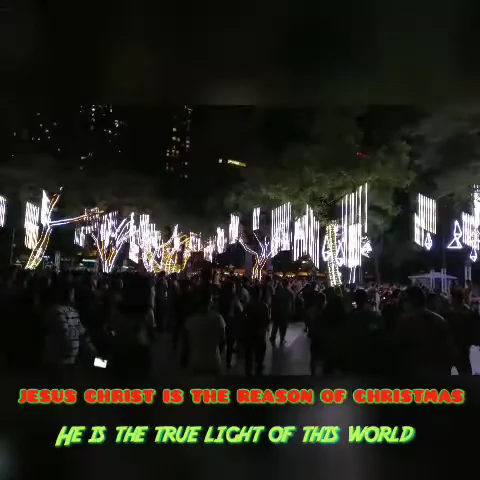 JESUS CHRIST IS THE REASON OF CHRISTMAS
HE IS THE TRUE LIGHT OF THIS WORLD